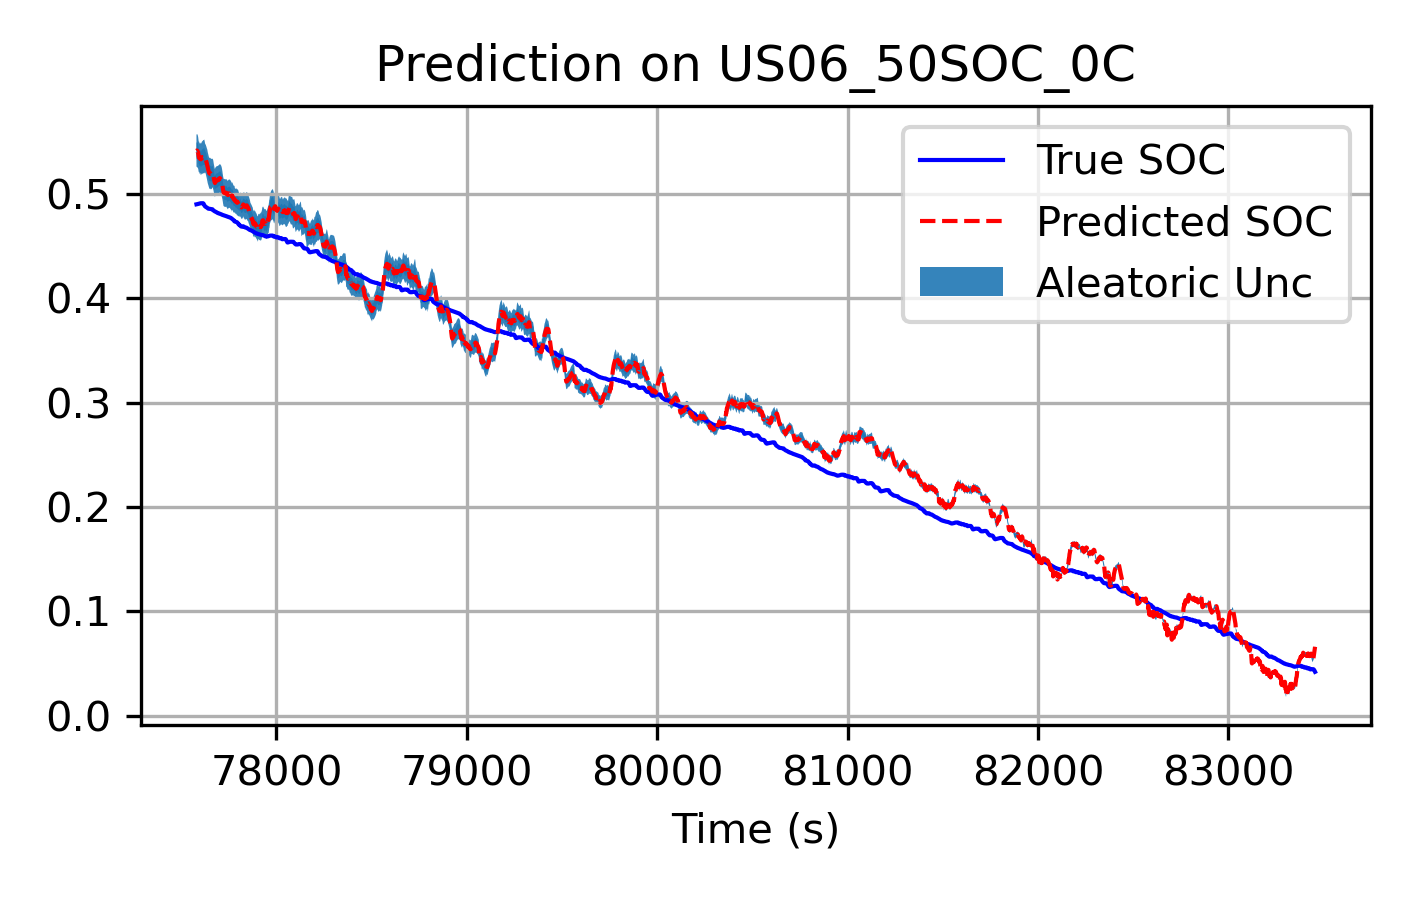 Prediction on US06_50SOC_0C
True SOC
Predicted SOC
Aleatoric Unc
0.5
0.4
0.3
0.2
0.1
0.0
78000 79000 80000 81000 82000 83000
Time (s)